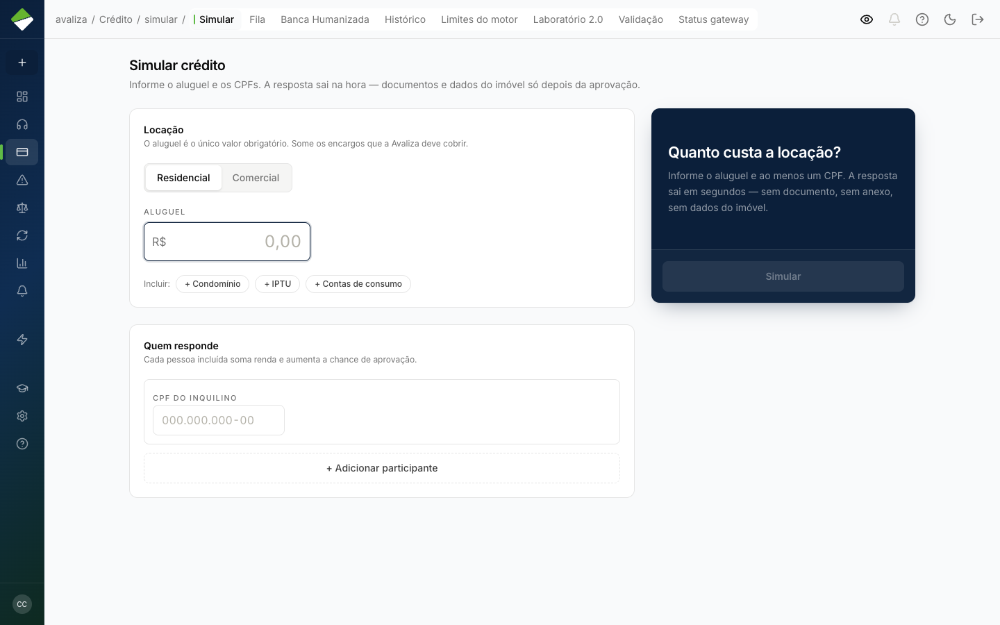 avaliza / Crédito / simular / Simular Fila Banca Humanizada Histórico Limites do motor Laboratório 2.0 Validação Status gateway
Simular crédito
Informe o aluguel e os CPFs. A resposta sai na hora — documentos e dados do imóvel só depois da aprovação.
Locação
O aluguel é o único valor obrigatório. Some os encargos que a Avaliza deve cobrir.
Residencial Comercial
ALUGUEL
R$ 0,00
Incluir: + Condomínio + IPTU + Contas de consumo
Quem responde
Cada pessoa incluída soma renda e aumenta a chance de aprovação.
CPF DO INQUILINO
000.000.000-00
+ Adicionar participante
Quanto custa a locação?
Informe o aluguel e ao menos um CPF. A resposta
sai em segundos — sem documento, sem anexo,
sem dados do imóvel.
Simular
CC